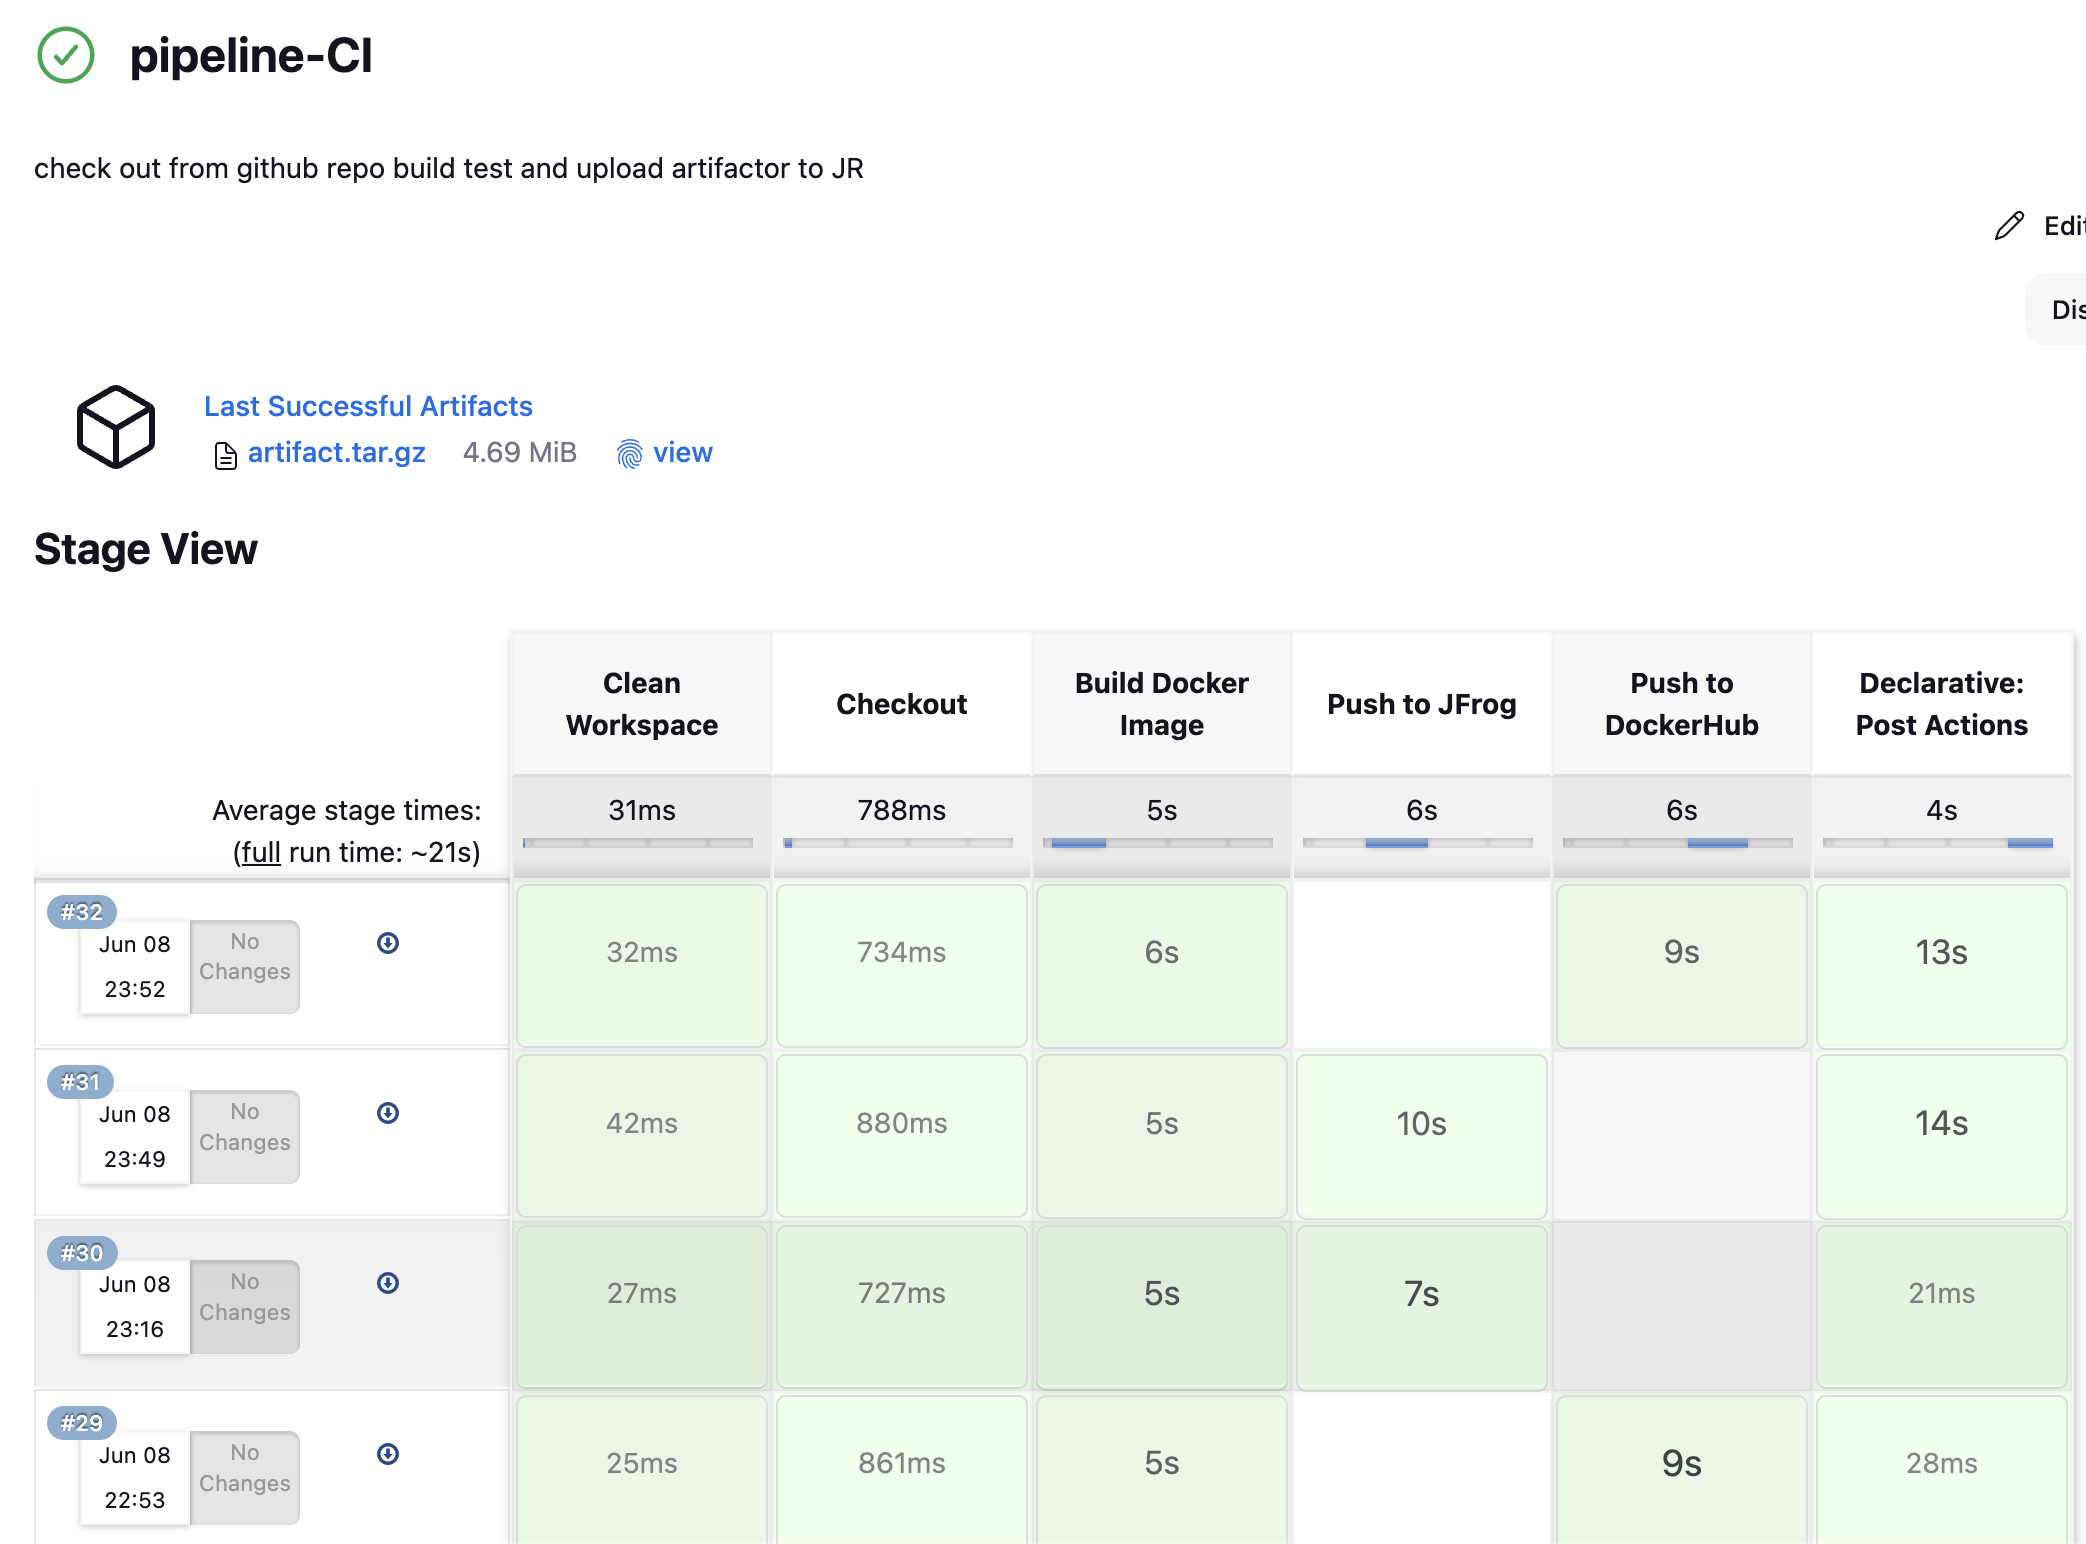 pipeline-CI
check out from github repo build test and upload artifactor to JR
Edit
Dis
Last Successful Artifacts
artifact.tar.gz 4.69 MiB view
Stage View
Clean Workspace
Checkout
Build Docker Image
Push to JFrog
Push to DockerHub
Declarative: Post Actions
Average stage times: 31ms 788ms 5s 6s 6s 4s
(full run time: ~21s)
#32
Jun 08 23:52 No Changes 32ms 734ms 6s 9s 13s
#31
Jun 08 23:49 No Changes 42ms 880ms 5s 10s 14s
#30
Jun 08 23:16 No Changes 27ms 727ms 5s 7s 21ms
#29
Jun 08 22:53 No Changes 25ms 861ms 5s 9s 28ms